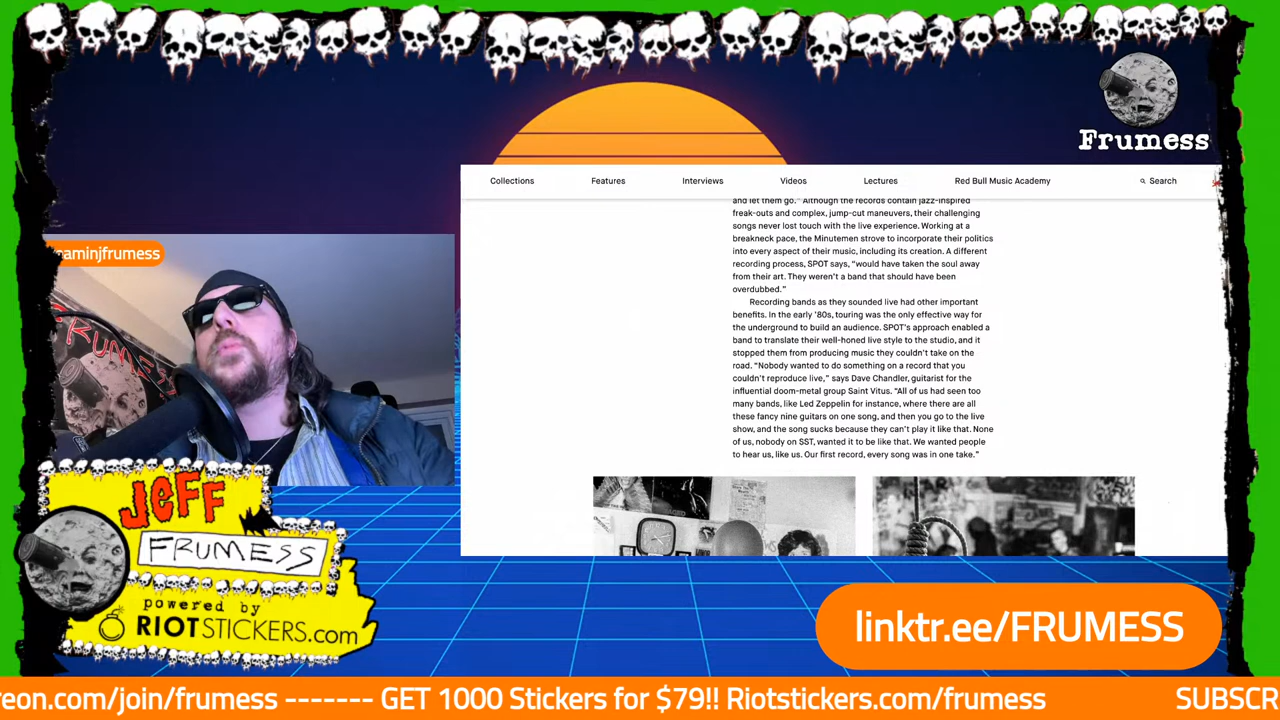 Frumess
Collections Features Interviews Videos Lectures Red Bull Music Academy Search
and let them go." Although the records contain jazz-inspired
freak-outs and complex, jump-cut maneuvers, their challenging
songs never lost touch with the live experience. Working at a
breakneck pace, the Minutemen strove to incorporate their politics
into every aspect of their music, including its creation. A different
recording process, SPOT says, "would have taken the soul away
from their art. They weren't a band that should have been
overdubbed."
Recording bands as they sounded live had other important
benefits. In the early '80s, touring was the only effective way for
the underground to build an audience. SPOT's approach enabled a
band to translate their well-honed live style to the studio, and it
stopped them from producing music they couldn't take on the
road. "Nobody wanted to do something on a record that you
couldn't reproduce live," says Dave Chandler, guitarist for the
influential doom-metal group Saint Vitus. "All of us had seen too
many bands, like Led Zeppelin for instance, where there are all
these fancy nine guitars on one song, and then you go to the live
show, and the song sucks because they can't play it like that. None
of us, nobody on SST, wanted it to be like that. We wanted people
to hear us, like us. Our first record, every song was in one take."
aminjfrumess
FRUMESS
JEFF
FRUMESS
powered by
RIOTSTICKERS.com
linktr.ee/FRUMESS
reon.com/join/frumess ------- GET 1000 Stickers for $79!! Riotstickers.com/frumess SUBSCR